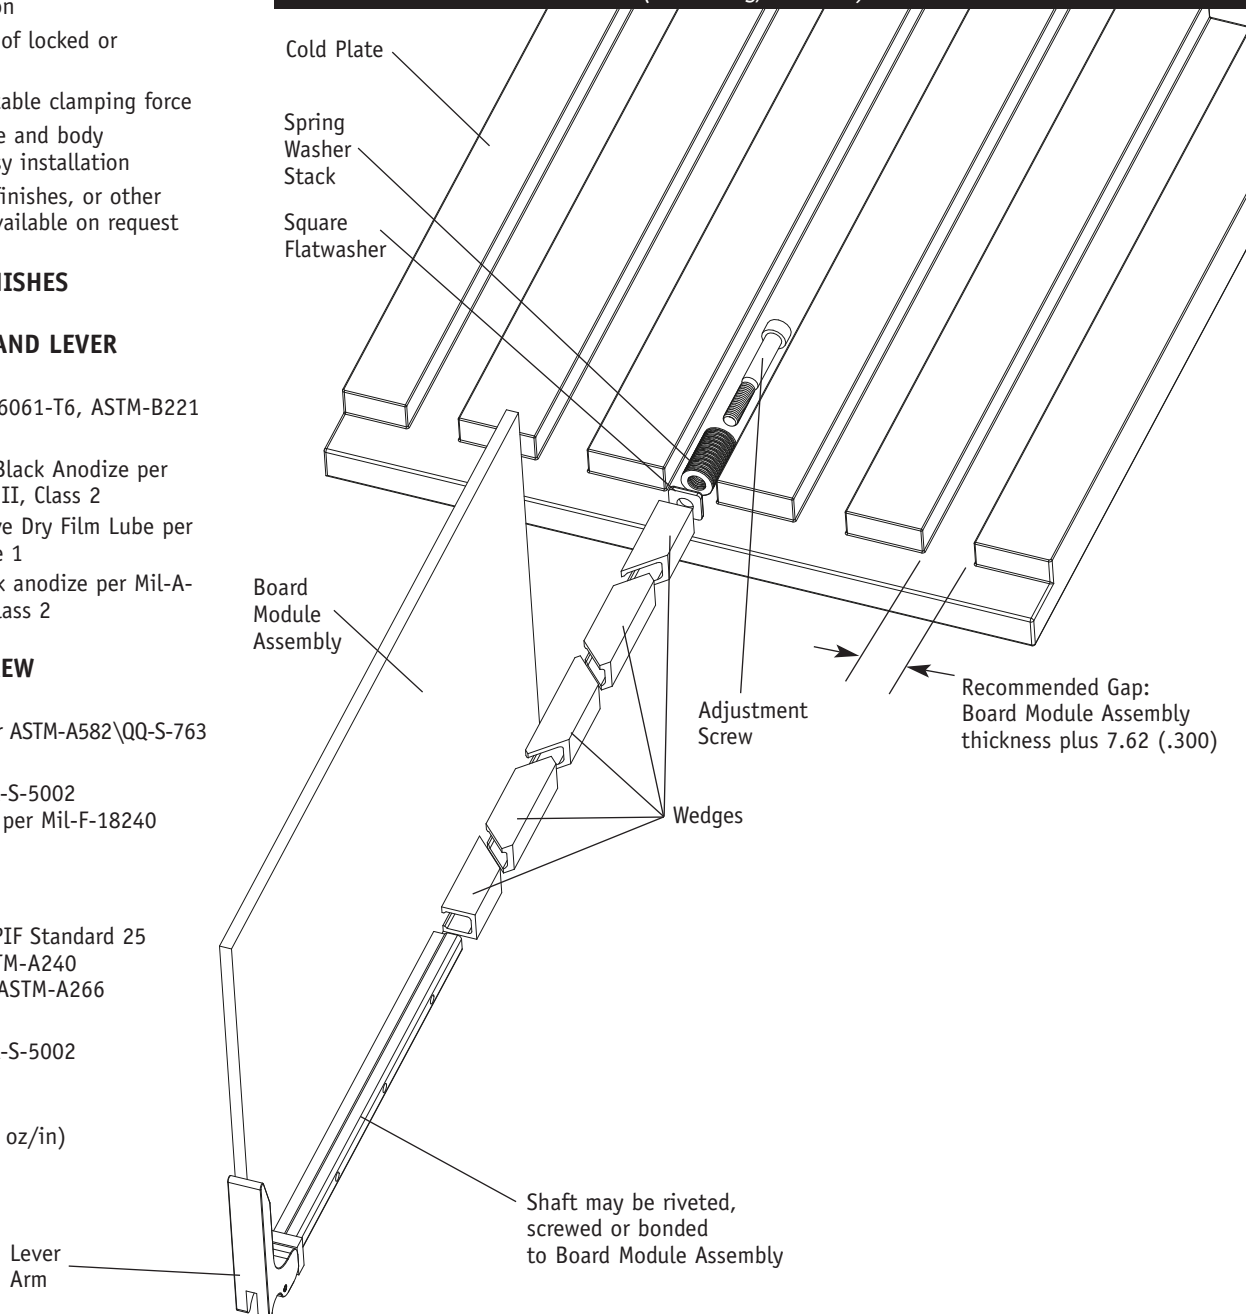 on
of locked or
able clamping force
e and body
sy installation
finishes, or other
vailable on request
NISHES
AND LEVER
6061-T6, ASTM-B221
Black Anodize per
II, Class 2
ve Dry Film Lube per
e 1
k anodize per Mil-A-
lass 2
EW
r ASTM-A582\QQ-S-763
-S-5002
per Mil-F-18240
PIF Standard 25
TM-A240
ASTM-A266
-S-5002
oz/in)
Cold Plate
Spring
Washer
Stack
Square
Flatwasher
Board
Module
Assembly
Adjustment
Screw
Recommended Gap:
Board Module Assembly
thickness plus 7.62 (.300)
Wedges
Shaft may be riveted,
screwed or bonded
to Board Module Assembly
Lever
Arm